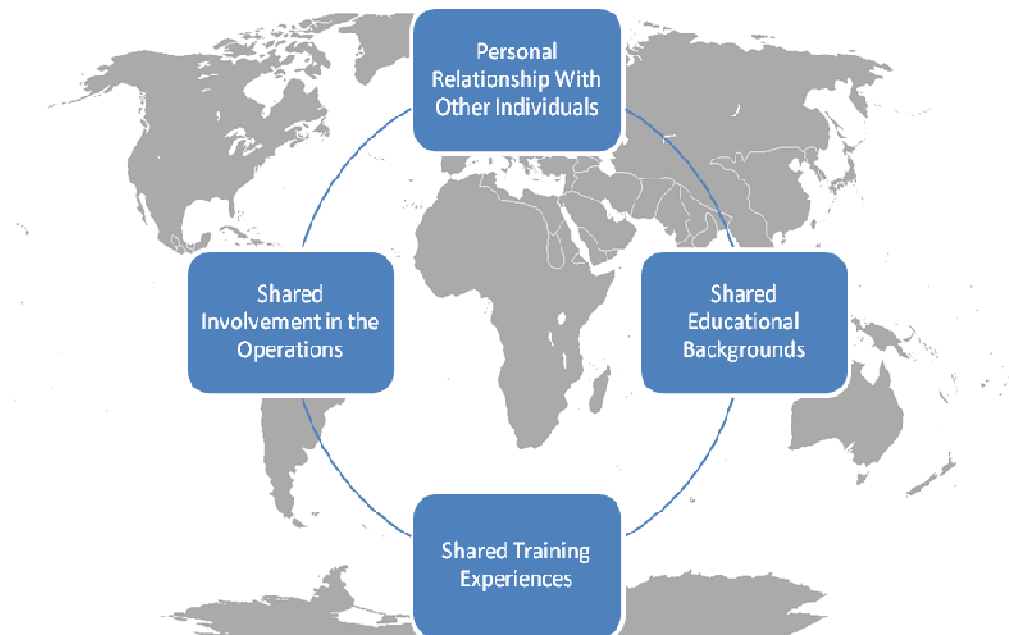 Personal
Relationship With
Other Individuals
Shared
Involvement in the
Operations
Shared
Educational
Backgrounds
Shared Training
Experiences